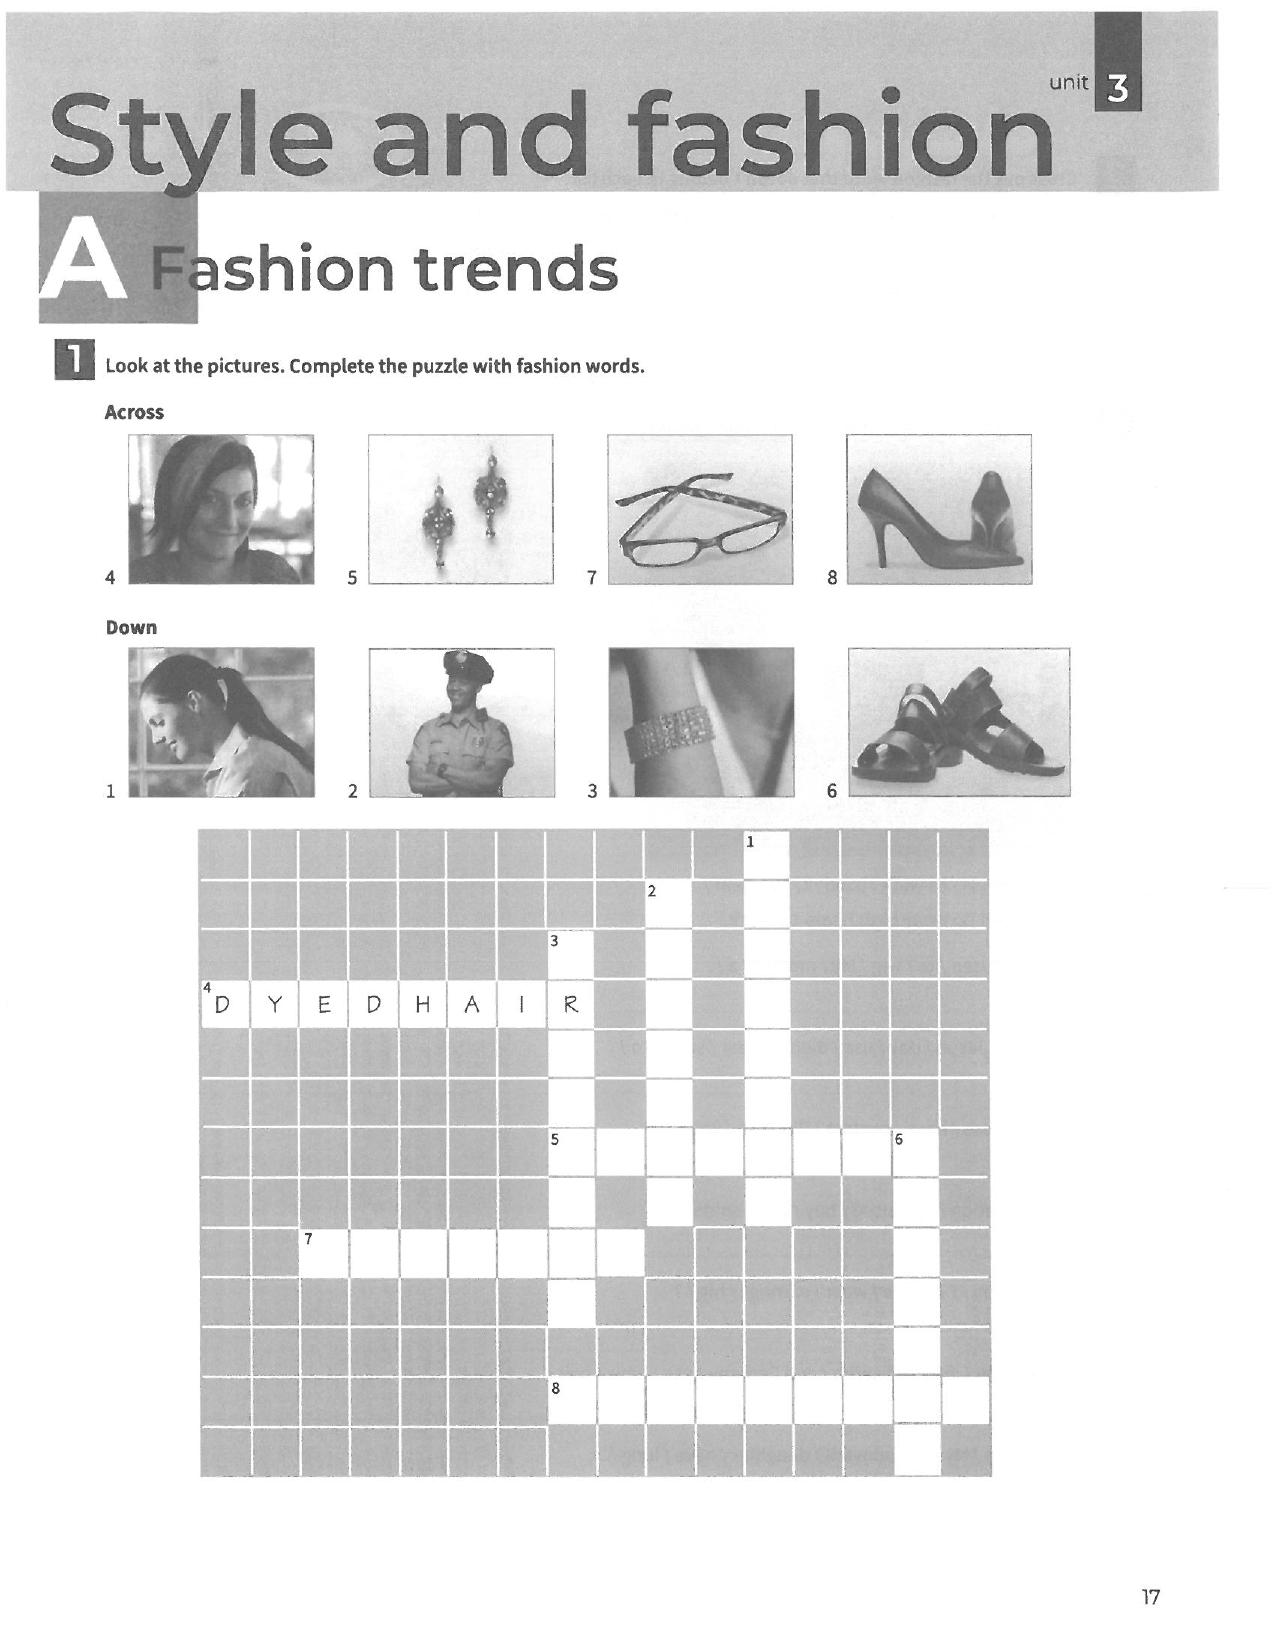 unit 3
Style and fashion
A Fashion trends
1 Look at the pictures. Complete the puzzle with fashion words.
Across
4 5 7 8
Down
1 2 3 6
1
2
3
4 D Y E D H A I R
5 6
7
8
17